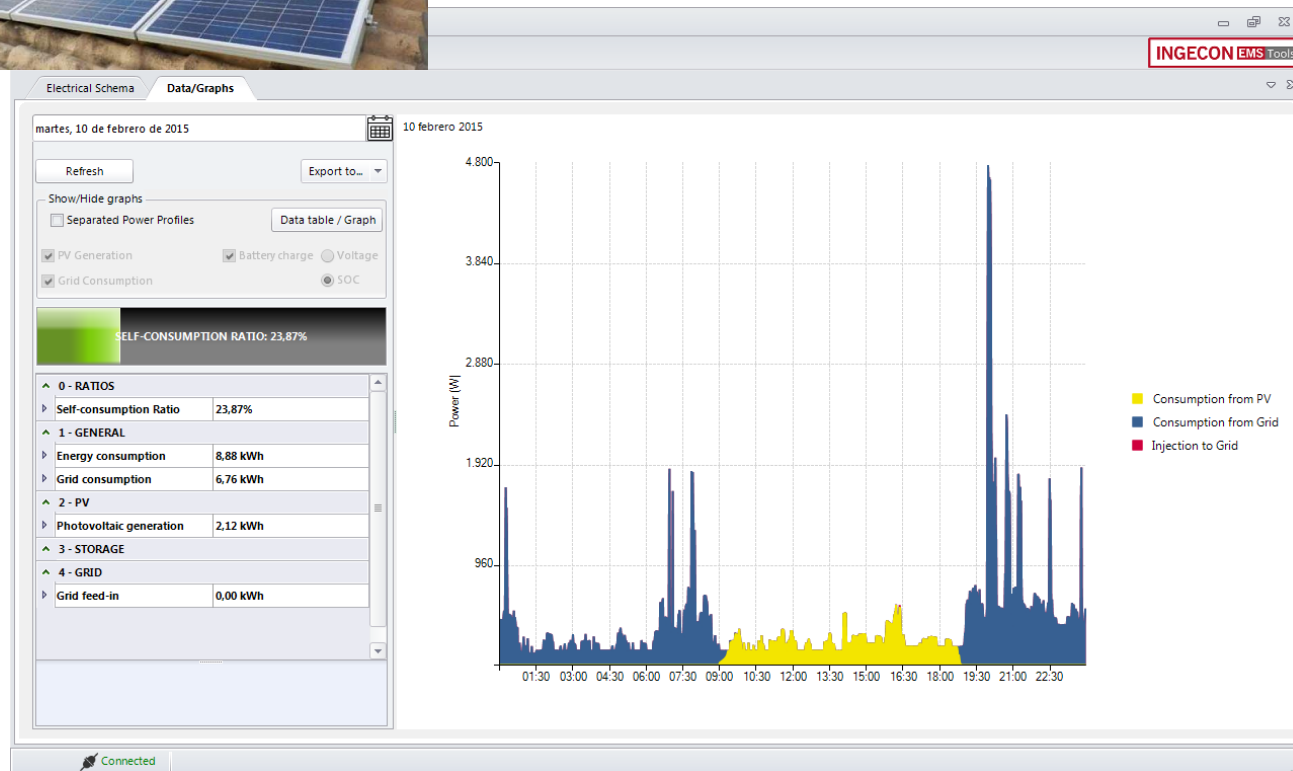 INGECON EMS Tools
Electrical Schema Data/Graphs
martes, 10 de febrero de 2015
10 febrero 2015
Refresh Export to...
Show/Hide graphs
Separated Power Profiles Data table / Graph
PV Generation Battery charge Voltage
Grid Consumption SOC
SELF-CONSUMPTION RATIO: 23,87%
0 - RATIOS
Self-consumption Ratio 23,87%
1 - GENERAL
Energy consumption 8,88 kWh
Grid consumption 6,76 kWh
2 - PV
Photovoltaic generation 2,12 kWh
3 - STORAGE
4 - GRID
Grid feed-in 0,00 kWh
4.800
3.840
2.880
1.920
960
Power [W]
01:30 03:00 04:30 06:00 07:30 09:00 10:30 12:00 13:30 15:00 16:30 18:00 19:30 21:00 22:30
Consumption from PV
Consumption from Grid
Injection to Grid
Connected